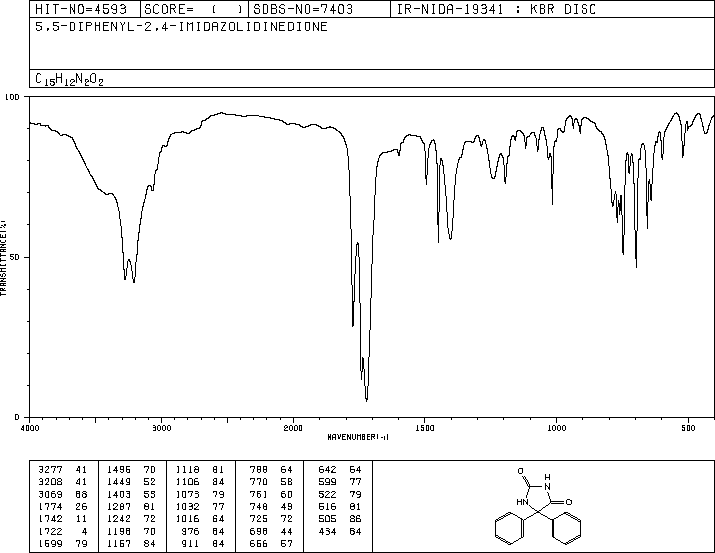 HIT-NO=4593 SCORE= ( ) SDBS-NO=7403 IR-NIDA-19341 : KBR DISC
5,5-DIPHENYL-2,4-IMIDAZOLIDINEDIONE
C15H12N2O2
100
50
0
TRANSMITTANCE(%)
4000 3000 2000 1500 1000 500
WAVENUMBER(-1)
3277 41 1496 70 1118 81 788 64 642 64
3208 41 1449 52 1106 84 770 58 599 77
3069 68 1403 53 1073 79 761 60 522 79
1774 26 1287 81 1032 77 748 49 516 81
1742 11 1242 72 1016 64 725 72 505 86
1722 4 1198 70 976 84 698 44 434 84
1599 79 1157 84 911 84 656 57
O
H
N
HN
O